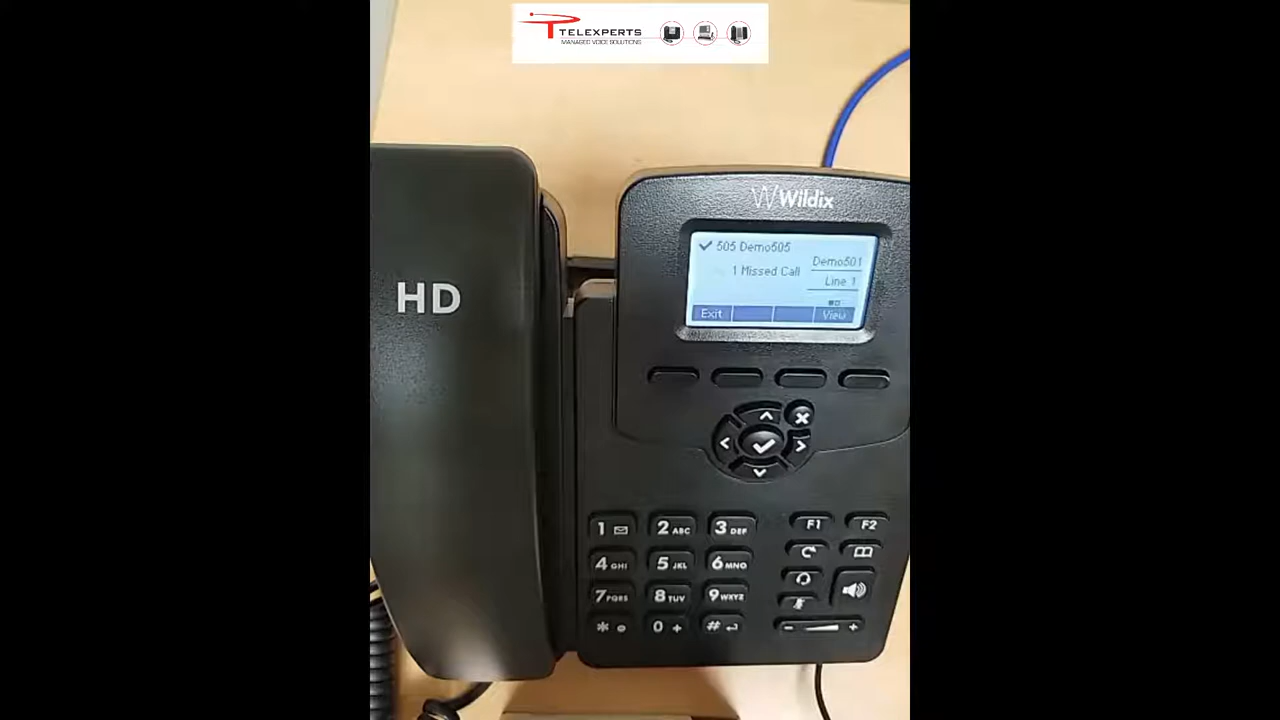 TELEXPERTS
MANAGED VOICE SOLUTIONS
Wildix
HD
505 Demo505
Demo501
1 Missed Call
Line 1
Exit
View
1
2 ABC
3 DEF
F1
F2
4 GHI
5 JKL
6 MNO
7 PQRS
8 TUV
9 WXYZ
* 0 + #
- +